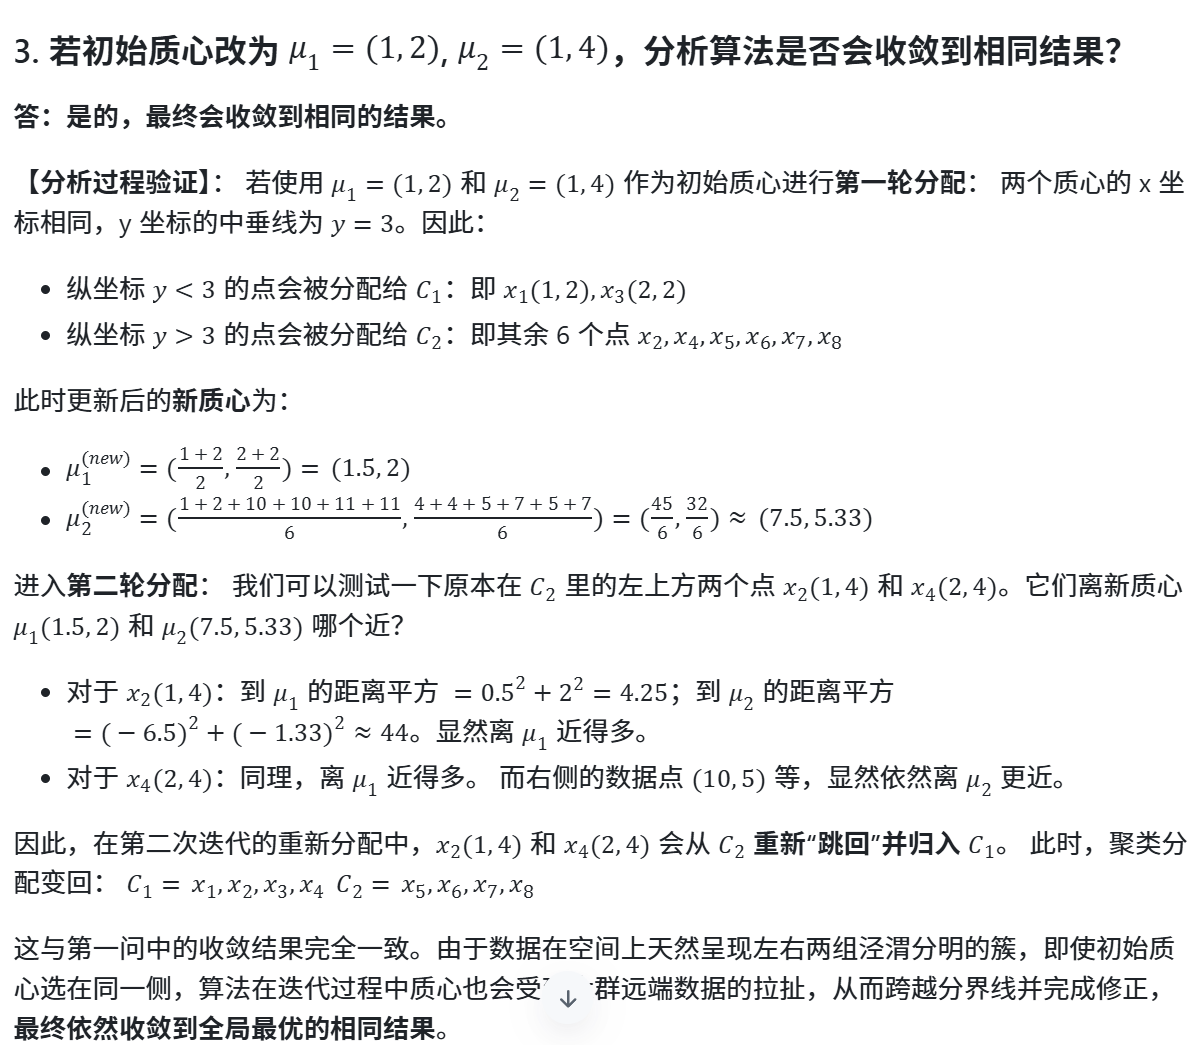 3. 若初始质心改为 μ₁ = (1, 2), μ₂ = (1, 4)，分析算法是否会收敛到相同结果？
答：是的，最终会收敛到相同的结果。
【分析过程验证】： 若使用 μ₁ = (1, 2) 和 μ₂ = (1, 4) 作为初始质心进行第一轮分配： 两个质心的 x 坐
标相同，y 坐标的中垂线为 y = 3。因此：
• 纵坐标 y < 3 的点会被分配给 C₁：即 x₁(1, 2), x₃(2, 2)
• 纵坐标 y > 3 的点会被分配给 C₂：即其余 6 个点 x₂, x₄, x₅, x₆, x₇, x₈
此时更新后的新质心为：
• μ₁⁽ⁿᵉʷ⁾ = ((1 + 2)/2, (2 + 2)/2) = (1.5, 2)
• μ₂⁽ⁿᵉʷ⁾ = ((1 + 2 + 10 + 10 + 11 + 11)/6, (4 + 4 + 5 + 7 + 5 + 7)/6) = (45/6, 32/6) ≈ (7.5, 5.33)
进入第二轮分配： 我们可以测试一下原本在 C₂ 里的左上方两个点 x₂(1, 4) 和 x₄(2, 4)。它们离新质心
μ₁(1.5, 2) 和 μ₂(7.5, 5.33) 哪个近？
• 对于 x₂(1, 4)：到 μ₁ 的距离平方 = 0.5² + 2² = 4.25；到 μ₂ 的距离平方
= (− 6.5)² + (− 1.33)² ≈ 44。显然离 μ₁ 近得多。
• 对于 x₄(2, 4)：同理，离 μ₁ 近得多。 而右侧的数据点 (10, 5) 等，显然依然离 μ₂ 更近。
因此，在第二次迭代的重新分配中，x₂(1, 4) 和 x₄(2, 4) 会从 C₂ 重新“跳回”并归入 C₁。 此时，聚类分
配变回： C₁ = x₁, x₂, x₃, x₄ C₂ = x₅, x₆, x₇, x₈
这与第一问中的收敛结果完全一致。由于数据在空间上天然呈现左右两组泾渭分明的簇，即使初始质
心选在同一侧，算法在迭代过程中质心也会受 群远端数据的拉扯，从而跨越分界线并完成修正，
最终依然收敛到全局最优的相同结果。